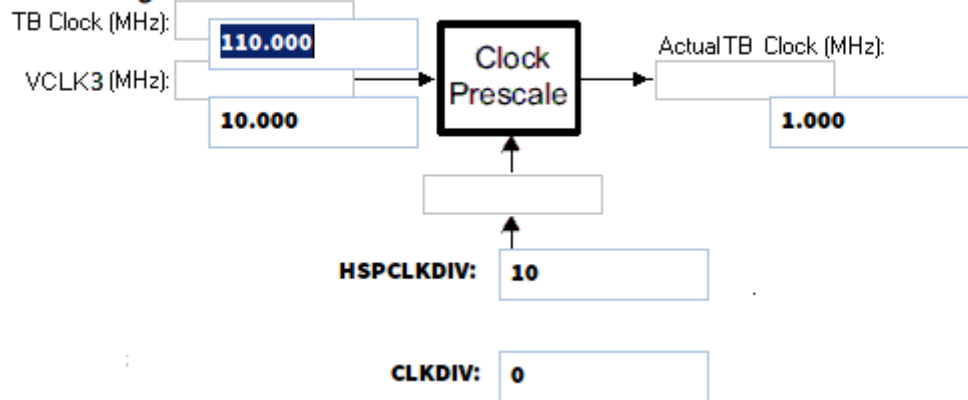 TB Clock (MHz):
110.000
VCLK3 (MHz):
10.000
Clock
Prescale
ActualTB Clock (MHz):
1.000
HSPCLKDIV:
10
CLKDIV:
0